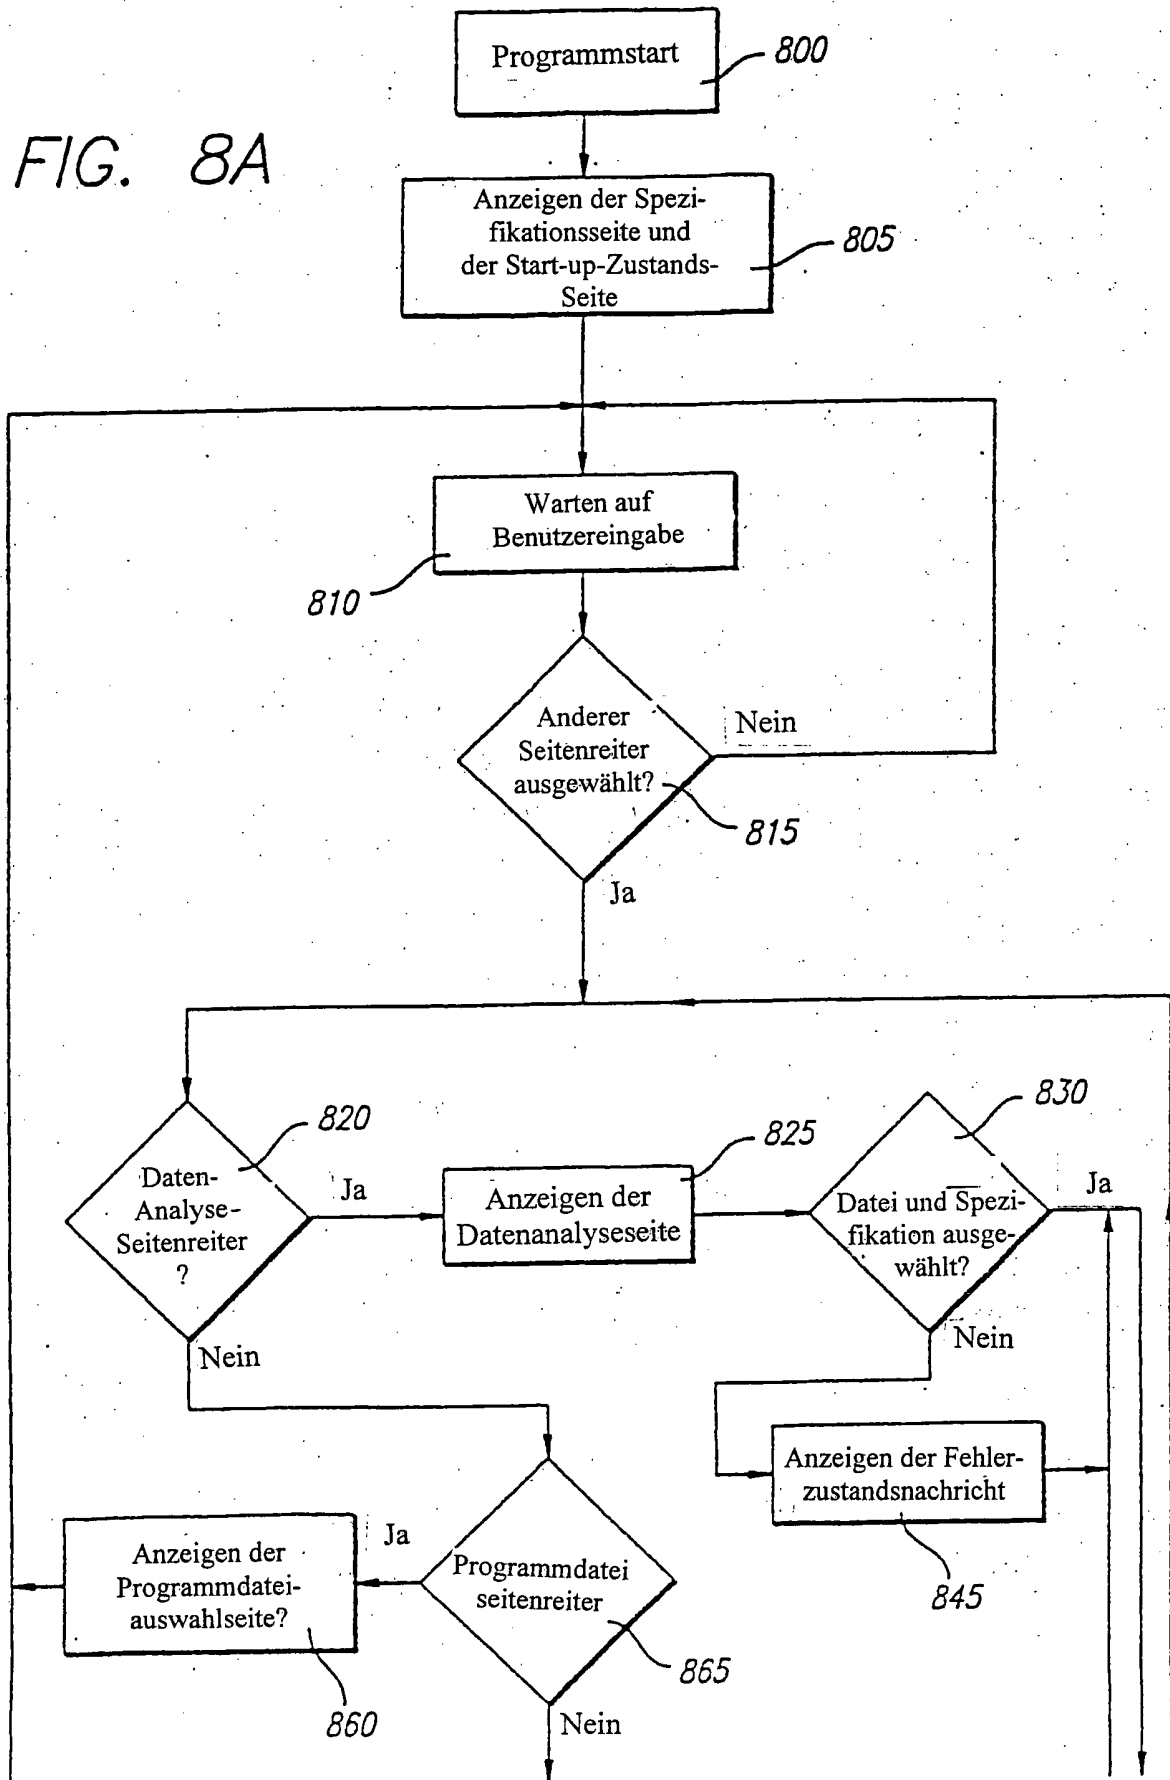 Programmstart
800
FIG. 8A
Anzeigen der Spezi-
fikationsseite und
der Start-up-Zustands-
Seite
805
Warten auf
Benutzereingabe
810
Anderer
Seitenreiter
ausgewählt?
Nein
815
Ja
820
Daten-
Analyse-
Seitenreiter
?
Ja
Nein
825
Anzeigen der
Datenanalyseseite
830
Datei und Spezi-
fikation ausge-
wählt?
Ja
Nein
Anzeigen der Fehler-
zustandsnachricht
845
Anzeigen der
Programmdatei-
auswahlseite?
860
Ja
Programmdatei
seitenreiter
865
Nein